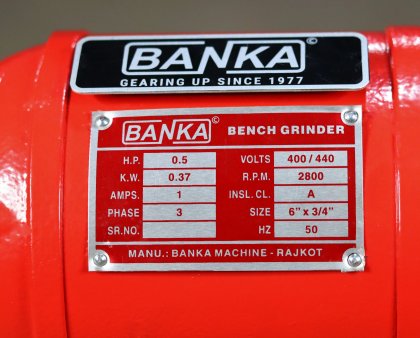 BANKA©
GEARING UP SINCE 1977
BANKA© BENCH GRINDER
H.P. 0.5 VOLTS 400 / 440
K.W. 0.37 R.P.M. 2800
AMPS. 1 INSL. CL. A
PHASE 3 SIZE 6" x 3/4"
SR.NO. HZ 50
MANU.: BANKA MACHINE - RAJKOT